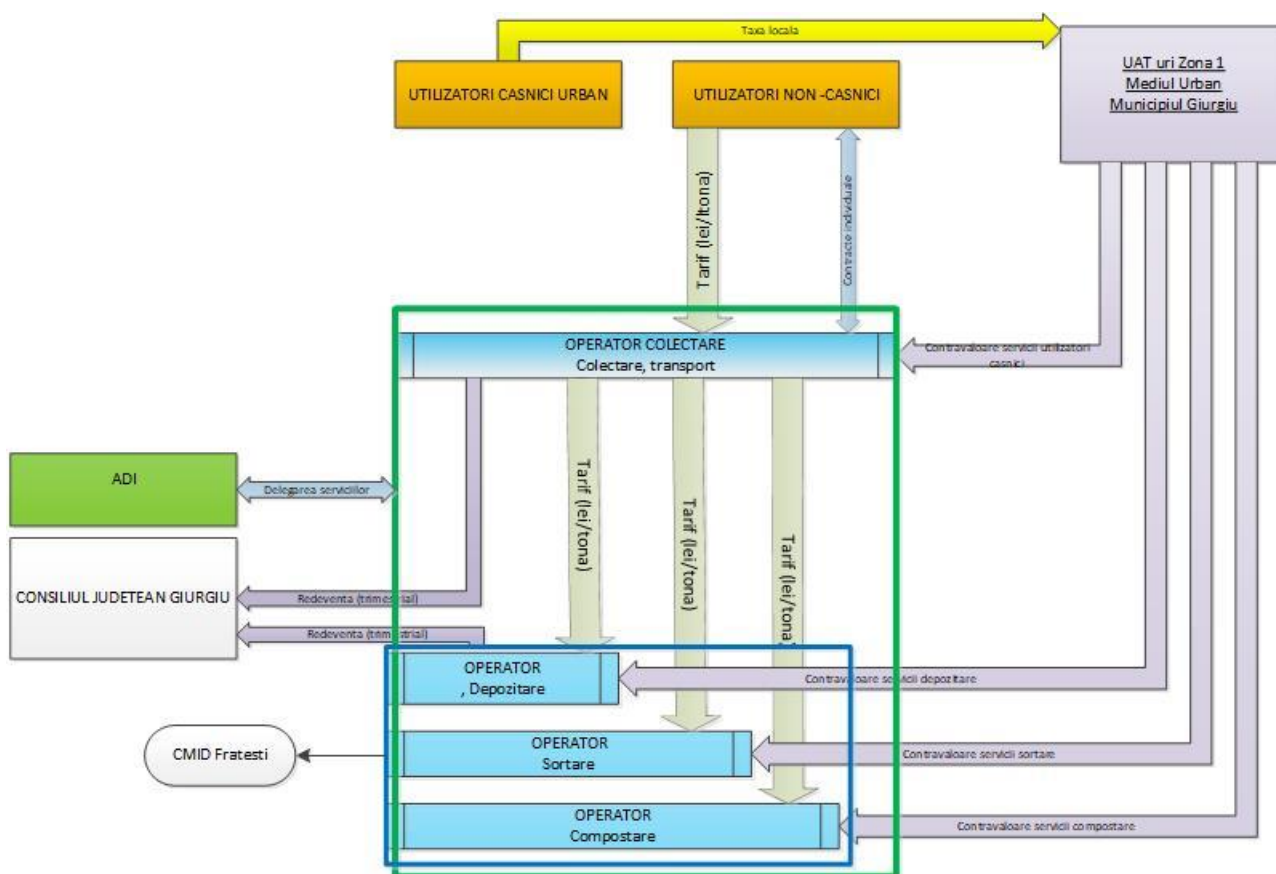 Taxa locala
UTILIZATORI CASNICI URBAN
UTILIZATORI NON -CASNICI
UAT uri Zona 1
Mediul Urban
Municipiul Giurgiu
Tarif (lei/ltona)
Contracte individuale
OPERATOR COLECTARE
Colectare, transport
Contravaloare servicii utilizatori
casnici
ADI
Delegarea serviciilor
Tarif (lei/tona)
Tarif (lei/tona)
Tarif (lei/tona)
CONSILIUL JUDETEAN GIURGIU
Redeventa (trimestrial)
Redeventa (trimestrial)
OPERATOR
, Depozitare
Contravaloare servicii depozitare
CMID Fratesti
OPERATOR
Sortare
Contravaloare servicii sortare
OPERATOR
Compostare
Contravaloare servicii compostare